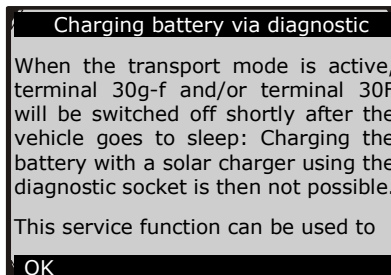 Charging battery via diagnostic
When the transport mode is active,
terminal 30g-f and/or terminal 30F
will be switched off shortly after the
vehicle goes to sleep: Charging the
battery with a solar charger using the
diagnostic socket is then not possible.
This service function can be used to
OK